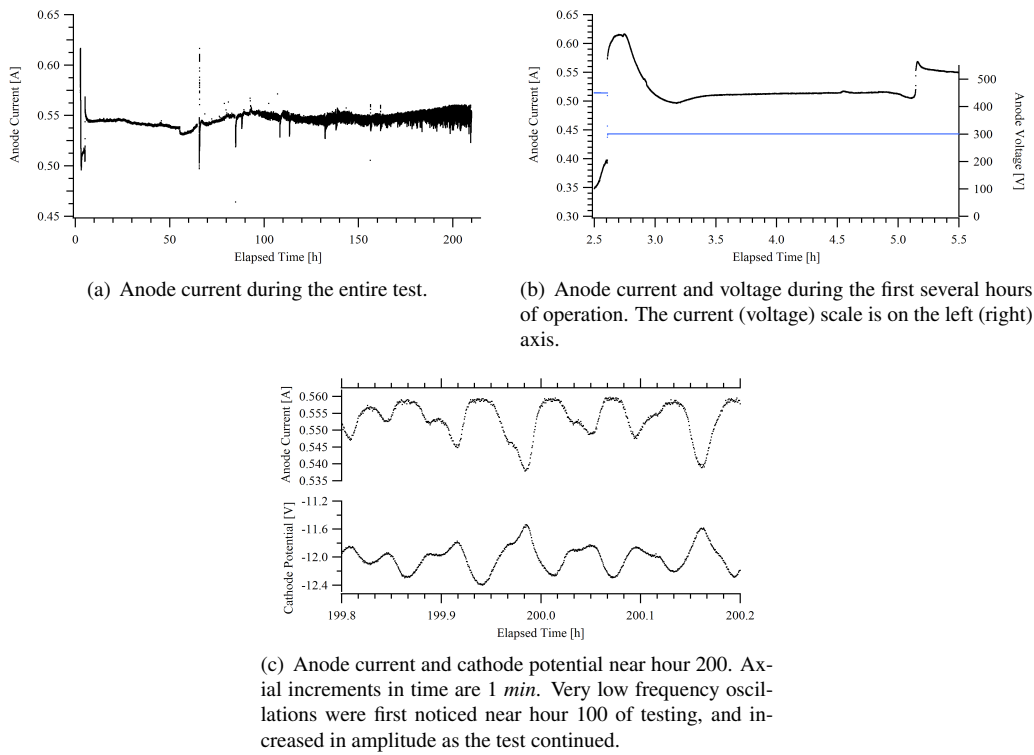 0.65
0.60
0.55
0.50
0.45
Anode Current [A]
0
50
100
150
200
Elapsed Time [h]
(a) Anode current during the entire test.
0.65
0.60
0.55
0.50
0.45
0.40
0.35
0.30
Anode Current [A]
500
400
300
200
100
0
Anode Voltage [V]
2.5
3.0
3.5
4.0
4.5
5.0
5.5
Elapsed Time [h]
(b) Anode current and voltage during the first several hours
of operation. The current (voltage) scale is on the left (right)
axis.
0.560
0.555
0.550
0.545
0.540
0.535
Anode Current [A]
-11.2
-11.6
-12.0
-12.4
Cathode Potential [V]
199.8
199.9
200.0
200.1
200.2
Elapsed Time [h]
(c) Anode current and cathode potential near hour 200. Ax-
ial increments in time are 1 min. Very low frequency oscil-
lations were first noticed near hour 100 of testing, and in-
creased in amplitude as the test continued.